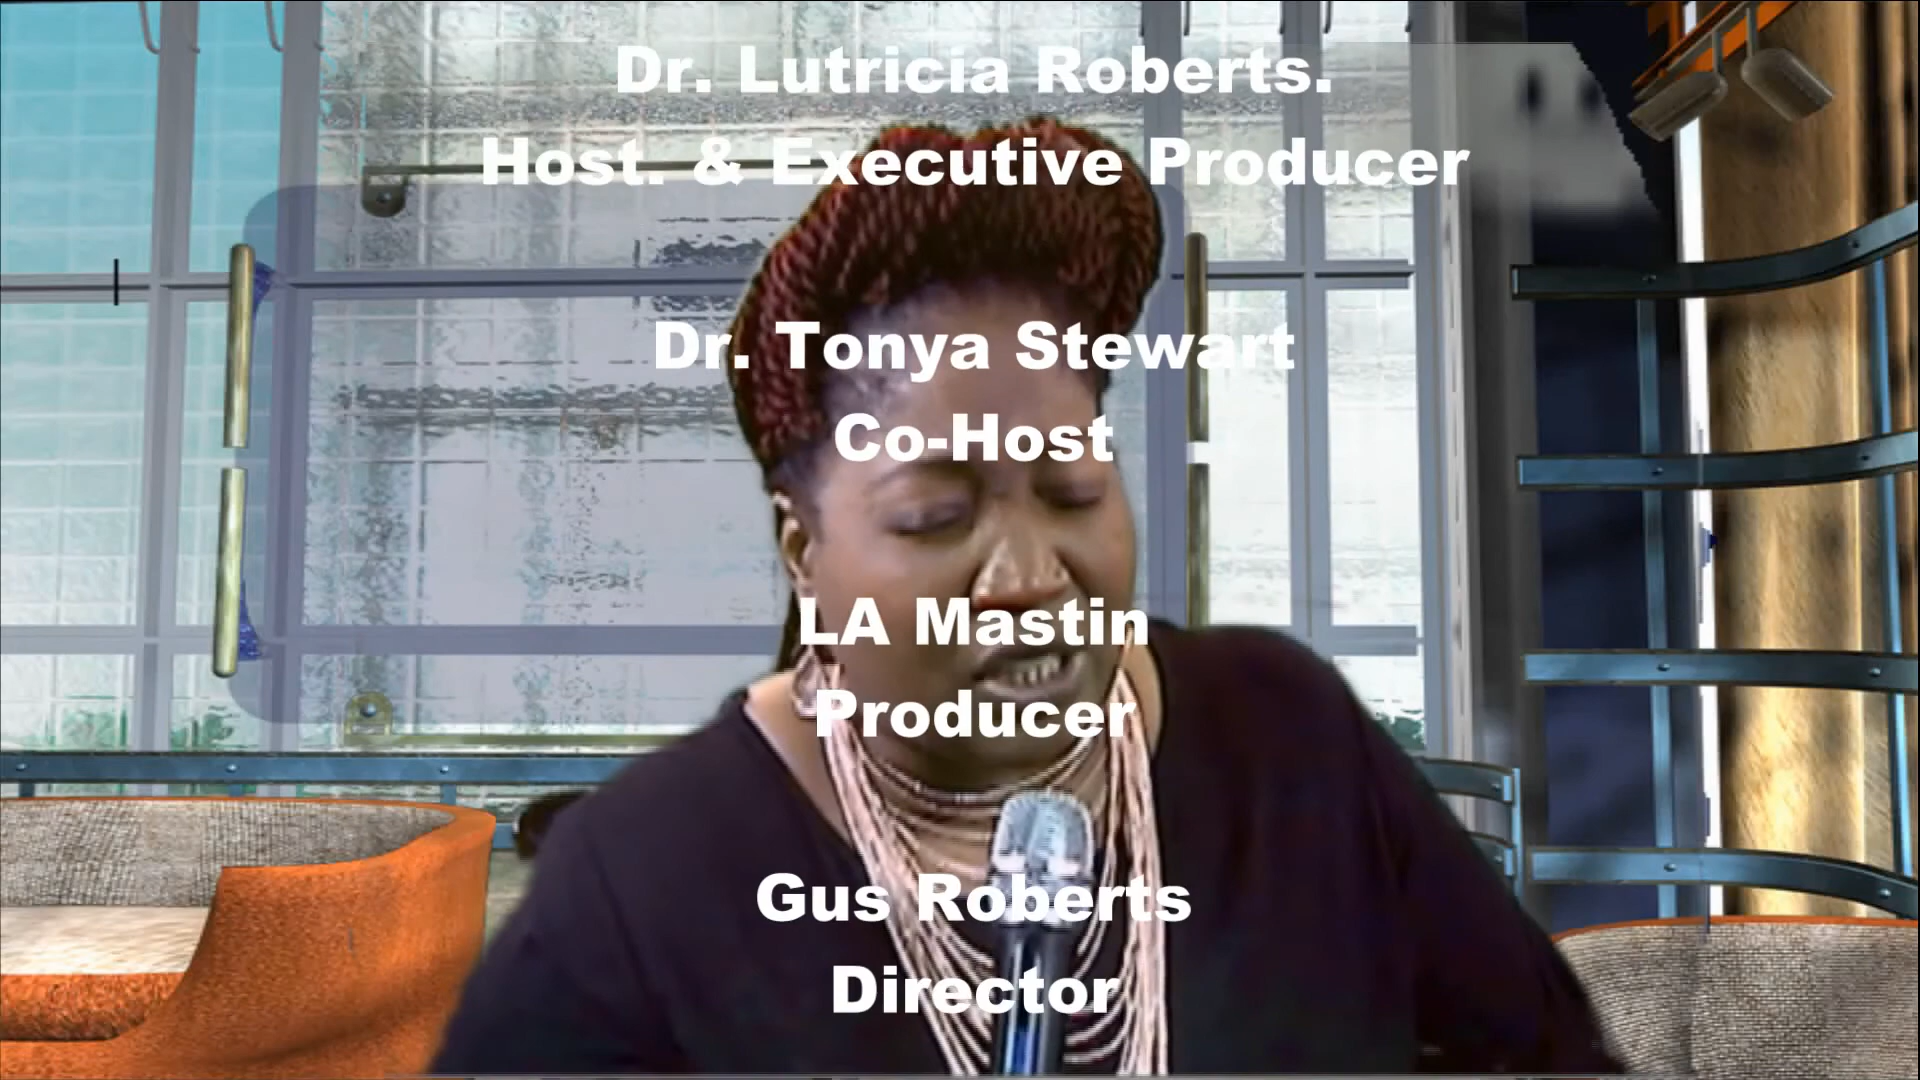 Dr. Lutricia Roberts.
Host. & Executive Producer
Dr. Tonya Stewart
Co-Host
LA Mastin
Producer
Gus Roberts
Director